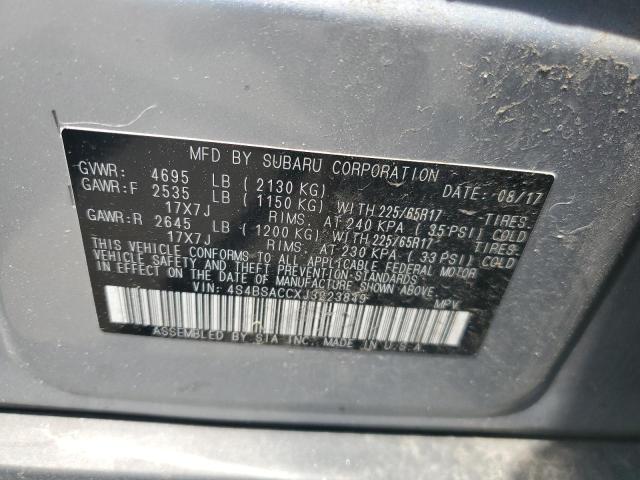 MFD BY SUBARU CORPORATION
GVWR: 4695 LB (2130 KG) DATE: 08/17
GAWR:F 2535 LB (1150 KG) WITH 225/65R17 TIRES.
17X7J RIMS. AT 240 KPA (35 PSI) COLD
GAWR:R 2645 LB (1200 KG) WITH 225/65R17 TIRES.
17X7J RIMS. AT 230 KPA (33 PSI) COLD
THIS VEHICLE CONFORMS TO ALL APPLICABLE FEDERAL MOTOR
VEHICLE SAFETY AND THEFT PREVENTION STANDARDS
IN EFFECT ON THE DATE OF MANUFACTURE SHOWN ABOVE.
VIN: MPV
ASSEMBLED BY SIA INC. MADE IN U.S.A.